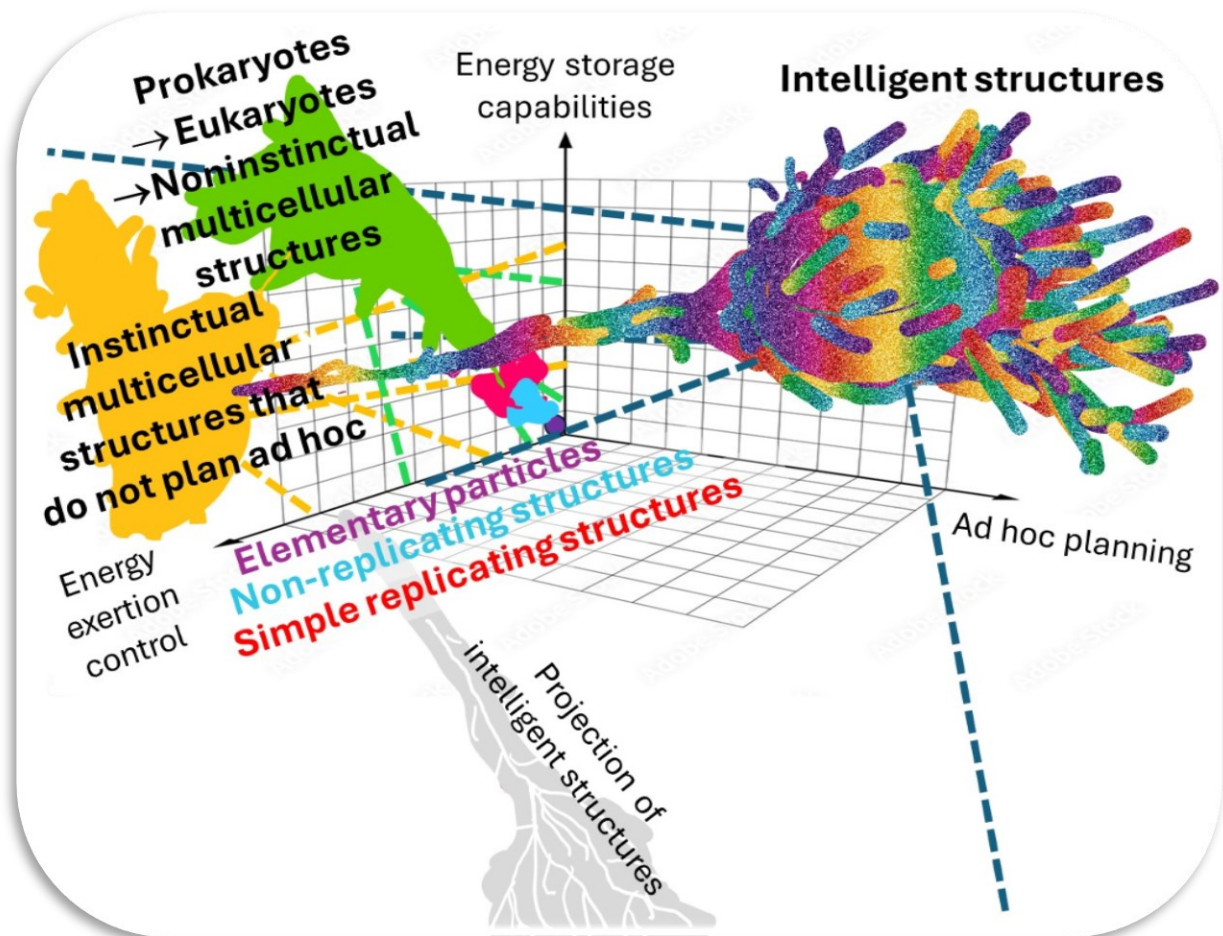 Prokaryotes
→ Eukaryotes
→Noninstinctual
multicellular
structures
Energy storage
capabilities
Intelligent structures
Instinctual
multicellular
structures that
do not plan ad hoc
Elementary particles
Non-replicating structures
Simple replicating structures
Energy
exertion
control
Ad hoc planning
Projection of
intelligent structures